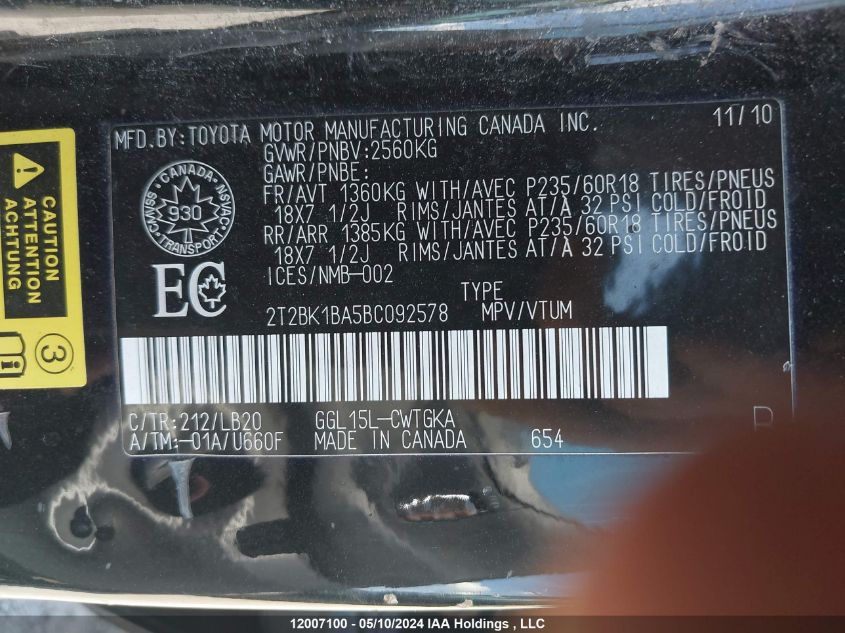 MFD.BY:TOYOTA MOTOR MANUFACTURING CANADA INC. 11/10
GVWR/PNBV:2560KG
GAWR/PNBE:
FR/AVT 1360KG WITH/AVEC P235/60R18 TIRES/PNEUS
18X7 1/2J RIMS/JANTES AT/À 32 PSI COLD/FROID
RR/ARR 1385KG WITH/AVEC P235/60R18 TIRES/PNEUS
18X7 1/2J RIMS/JANTES AT/À 32 PSI COLD/FROID
ICES/NMB-002
TYPE
2T2BK1BA5BC092578 MPV/VTUM
CANADA
CMVSS
930
NSVAC
TRANSPORT
EC
C/TR:212/LB20 GGL15L-CWTGKA
A/TM:-01A/U660F MADE IN CANADA 654
CAUTION
ATTENTION
ACHTUNG
3
12007100 - 05/10/2024 IAA Holdings, LLC